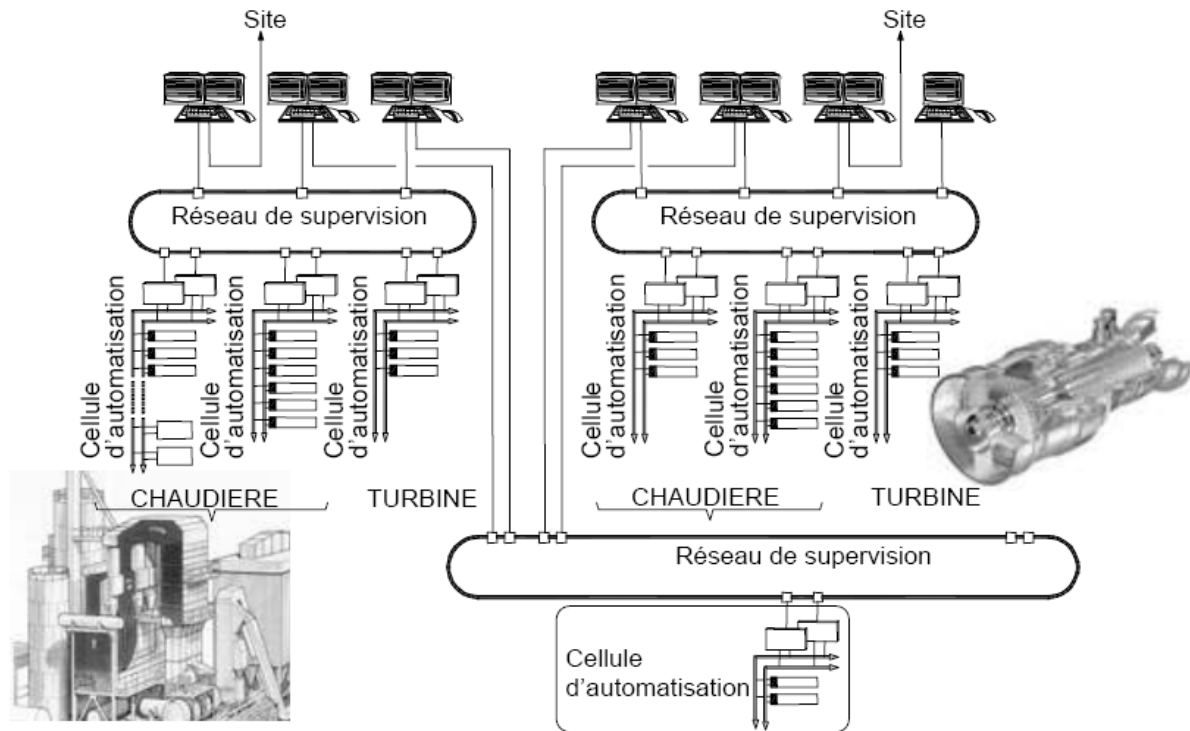 Site
Site
Réseau de supervision
Réseau de supervision
Cellule
d'automatisation
Cellule
d'automatisation
Cellule
d'automatisation
Cellule
d'automatisation
Cellule
d'automatisation
Cellule
d'automatisation
CHAUDIERE
TURBINE
CHAUDIERE
TURBINE
Réseau de supervision
Cellule
d'automatisation